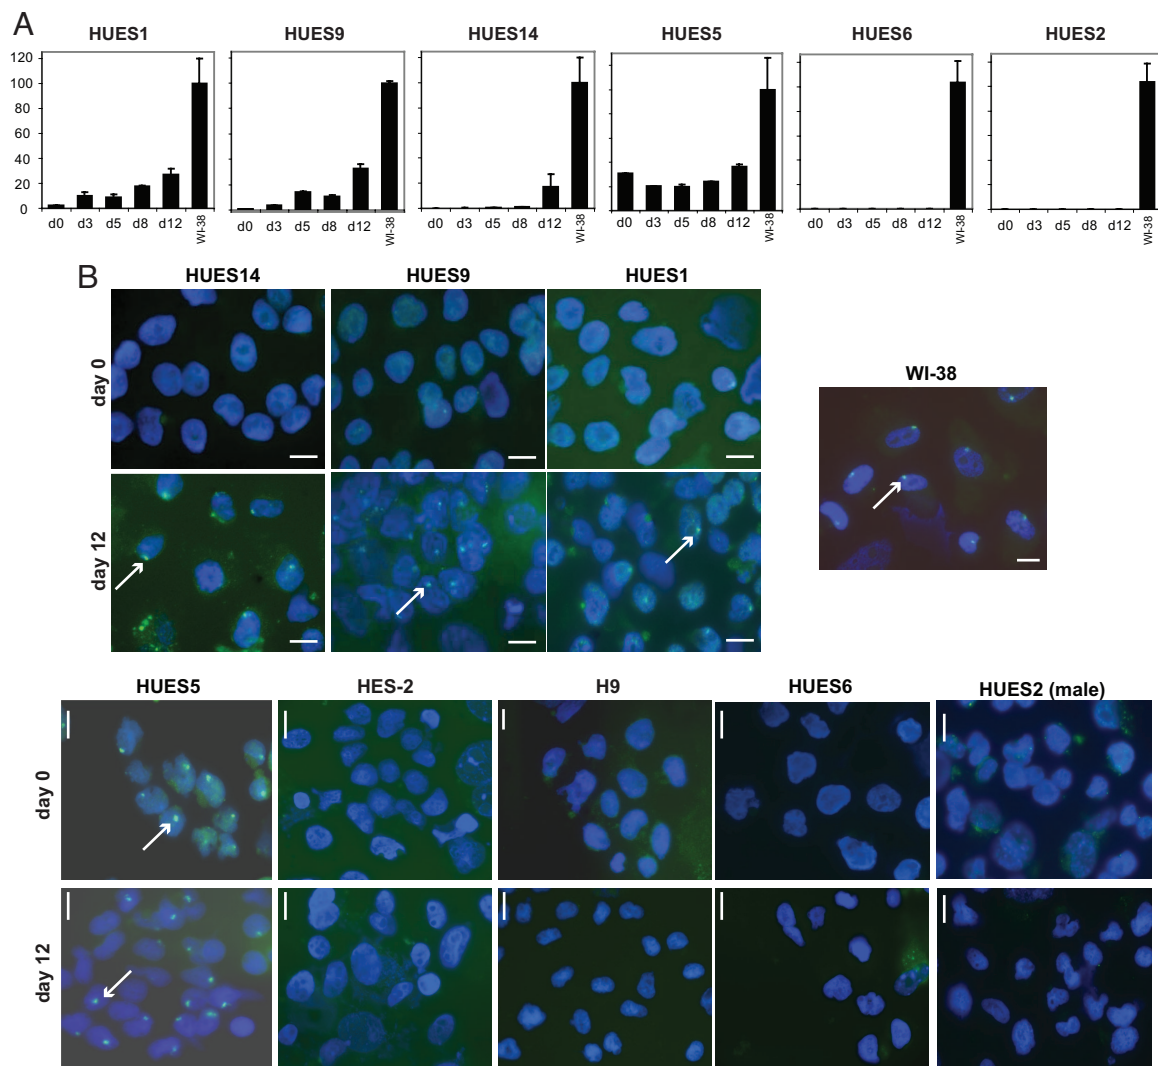 A
HUES1 HUES9 HUES14 HUES5 HUES6 HUES2
120
100
80
60
40
20
0
d0 d3 d5 d8 d12 WI-38 d0 d3 d5 d8 d12 WI-38 d0 d3 d5 d8 d12 WI-38 d0 d3 d5 d8 d12 WI-38 d0 d3 d5 d8 d12 WI-38 d0 d3 d5 d8 d12 WI-38
B
HUES14 HUES9 HUES1
day 0
WI-38
day 12
HUES5 HES-2 H9 HUES6 HUES2 (male)
day 0
day 12